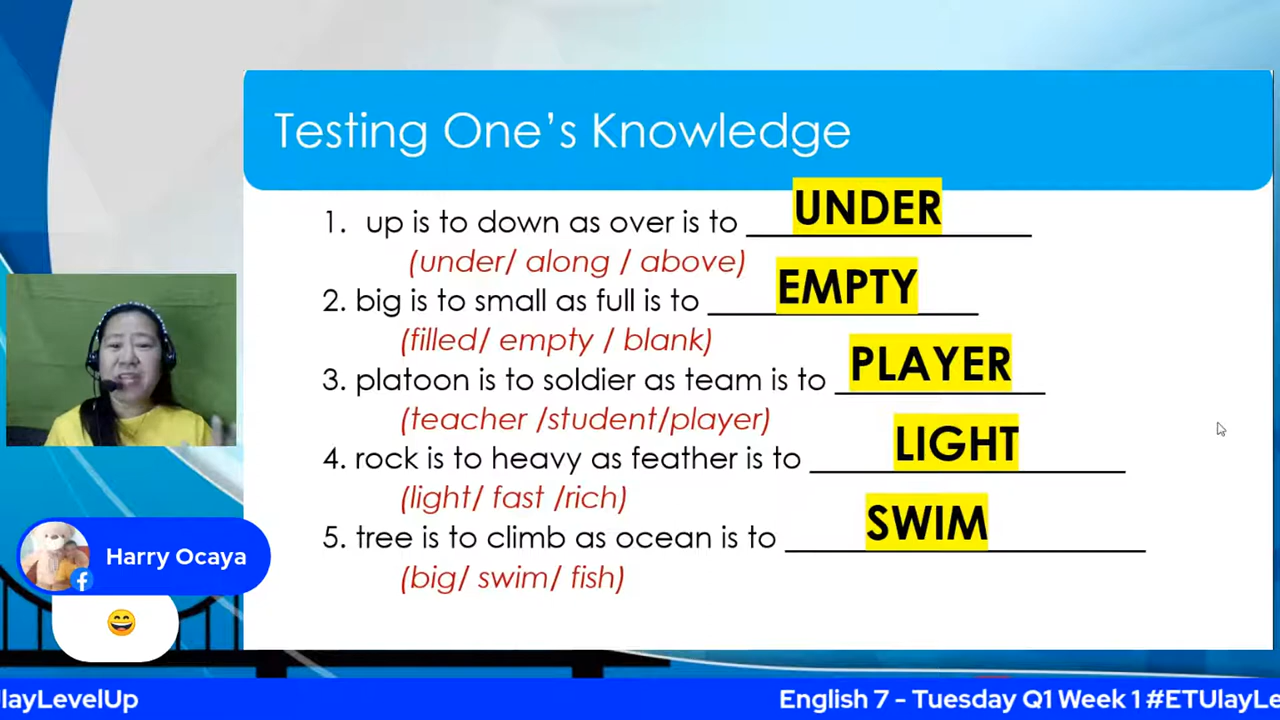 Testing One's Knowledge
1. up is to down as over is to UNDER
(under/ along / above)
2. big is to small as full is to EMPTY
(filled/ empty / blank)
3. platoon is to soldier as team is to PLAYER
(teacher /student/player)
4. rock is to heavy as feather is to LIGHT
(light/ fast /rich)
5. tree is to climb as ocean is to SWIM
(big/ swim/ fish)
Harry Ocaya
layLevelUp English 7 - Tuesday Q1 Week 1 #ETUlayLe